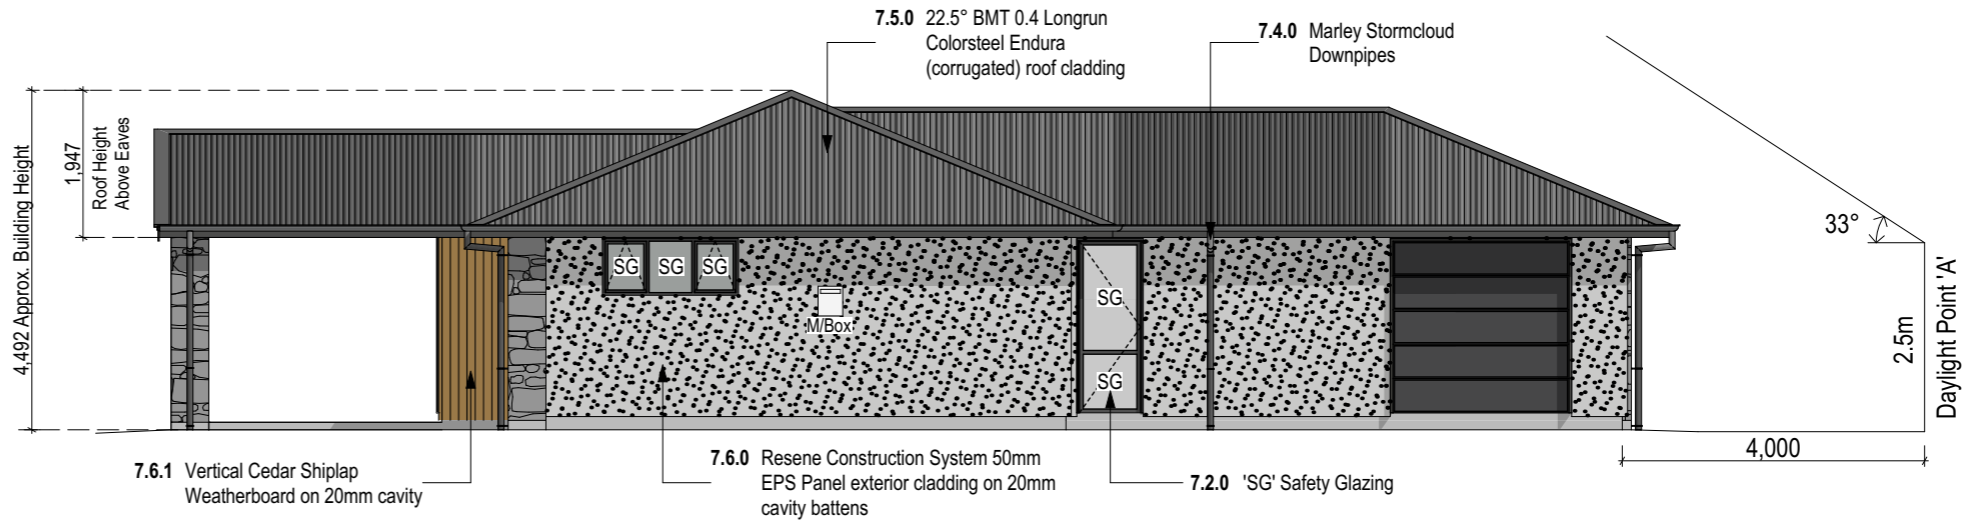 7.5.0 22.5° BMT 0.4 Longrun
Colorsteel Endura
(corrugated) roof cladding
7.4.0 Marley Stormcloud
Downpipes
4,492 Approx. Building Height
1,947
Roof Height
Above Eaves
33°
SG
SG
SG
SG
M/Box
SG
2.5m
Daylight Point 'A'
4,000
7.6.1 Vertical Cedar Shiplap
Weatherboard on 20mm cavity
7.6.0 Resene Construction System 50mm
EPS Panel exterior cladding on 20mm
cavity battens
7.2.0 'SG' Safety Glazing